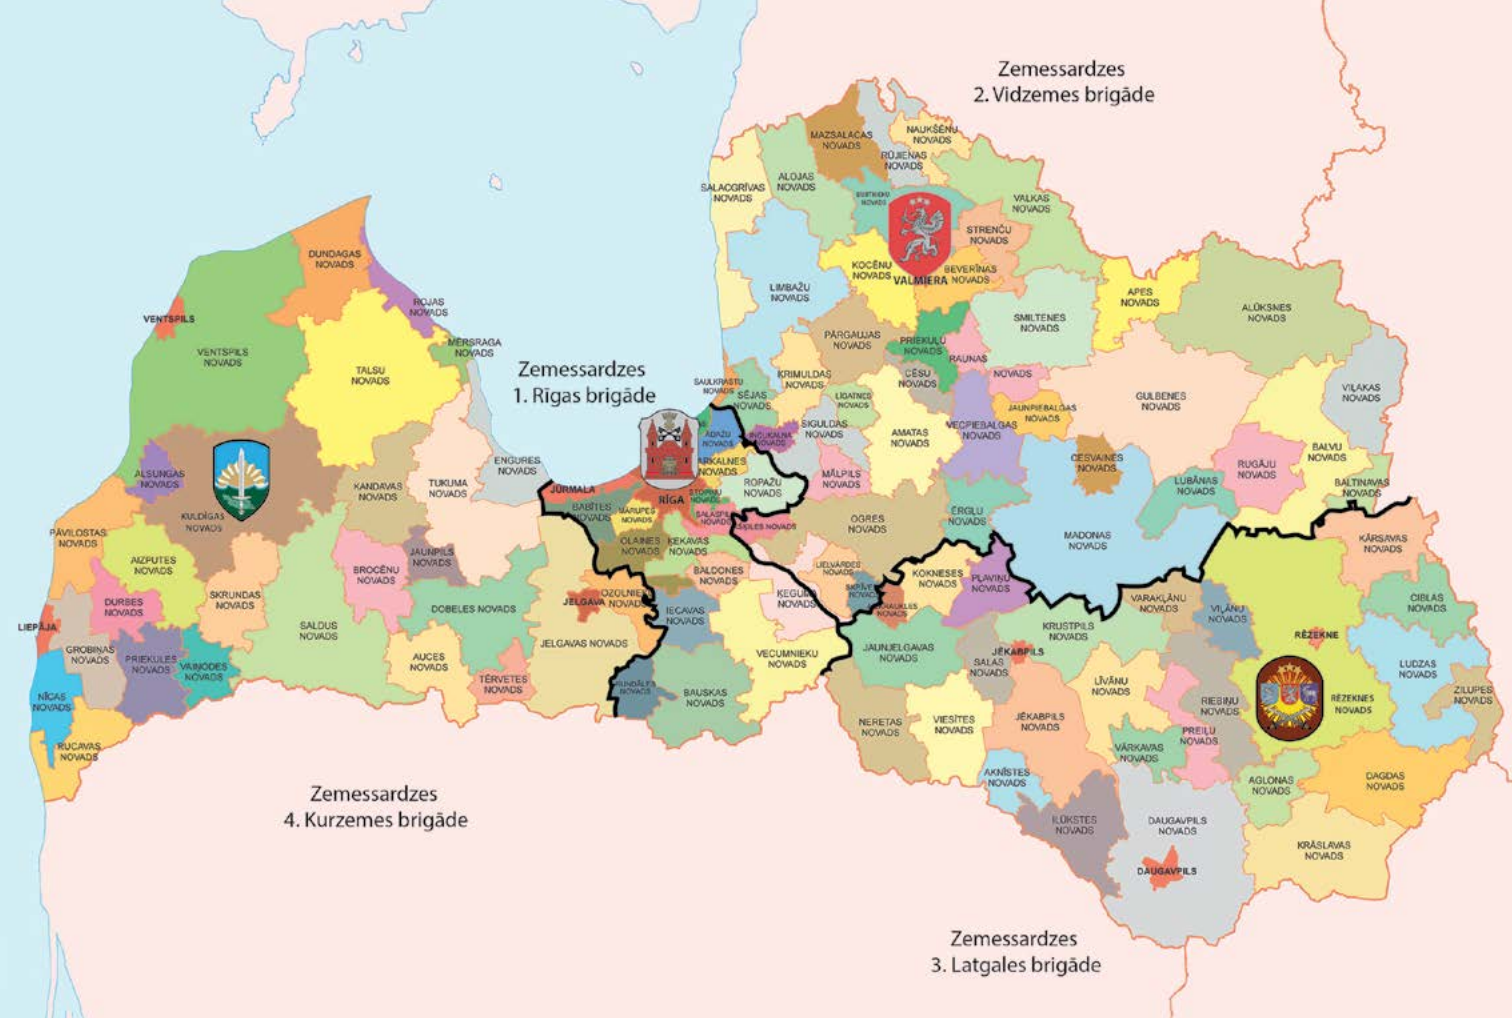 Zemessardzes
2. Vidzemes brigāde
MAZSALACAS
NOVADS
NAUKŠĒNU
NOVADS
RŪJIENAS
NOVADS
SALACGRĪVAS
NOVADS
ALOJAS
NOVADS
NOVADS
VALKAS
NOVADS
STRENČU
NOVADS
KOCĒNU
NOVADS
BEVERĪNAS
NOVADS
VALMIERA
LIMBAŽU
NOVADS
APES
NOVADS
ALŪKSNES
NOVADS
SMILTENES
NOVADS
PĀRGAUJAS
NOVADS
PRIEKUĻU
NOVADS
RAUNAS
NOVADS
CĒSU
NOVADS
KRIMULDAS
NOVADS
SAULKRASTU
NOVADS
SĒJAS
NOVADS
LĪGATNES
NOVADS
JAUNPIEBALGAS
NOVADS
VECPIEBALGAS
NOVADS
GULBENES
NOVADS
VIĻAKAS
NOVADS
SIGULDAS
NOVADS
AMATAS
NOVADS
INČUKALNA
NOVADS
CESVAINES
NOVADS
RUGĀJU
NOVADS
BALVU
NOVADS
BALTINAVAS
NOVADS
MĀLPILS
NOVADS
LUBĀNAS
NOVADS
OGRES
NOVADS
ĒRGĻU
NOVADS
MADONAS
NOVADS
LIELVĀRDES
NOVADS
Zemessardzes
1. Rīgas brigāde
ĀDAŽU
NOVADS
NOVADS
ROPAŽU
NOVADS
JŪRMALA
RĪGA
BABĪTES
NOVADS
MĀRUPES
NOVADS
STOPIŅU
NOVADS
SALASPILS
NOVADS
NOVADS
OLAINES
NOVADS
ĶEKAVAS
NOVADS
BALDONES
NOVADS
ĶEGUMA
NOVADS
IECAVAS
NOVADS
VECUMNIEKU
NOVADS
RUNDĀLES
NOVADS
BAUSKAS
NOVADS
DUNDAGAS
NOVADS
ROJAS
NOVADS
VENTSPILS
VENTSPILS
NOVADS
MĒRSRAGA
NOVADS
TALSU
NOVADS
ALSUNGAS
NOVADS
ENGURES
NOVADS
KULDĪGAS
NOVADS
KANDAVAS
NOVADS
TUKUMA
NOVADS
PĀVILOSTAS
NOVADS
AIZPUTES
NOVADS
JAUNPILS
NOVADS
BROCĒNU
NOVADS
DURBES
NOVADS
SKRUNDAS
NOVADS
SALDUS
NOVADS
DOBELES NOVADS
JELGAVA
OZOLNIEKU
NOVADS
LIEPĀJA
GROBIŅAS
NOVADS
PRIEKULES
NOVADS
VAIŅODES
NOVADS
JELGAVAS NOVADS
AUCES
NOVADS
TĒRVETES
NOVADS
NĪCAS
NOVADS
RUCAVAS
NOVADS
Zemessardzes
4. Kurzemes brigāde
KOKNESES
NOVADS
PĻAVIŅU
NOVADS
NOVADS
JAUNJELGAVAS
NOVADS
VARAKĻĀNU
NOVADS
VIĻĀNU
NOVADS
KĀRSAVAS
NOVADS
CIBLAS
NOVADS
KRUSTPILS
NOVADS
JĒKABPILS
SALAS
NOVADS
RĒZEKNE
LUDZAS
NOVADS
ZILUPES
NOVADS
LĪVĀNU
NOVADS
RIEBIŅU
NOVADS
RĒZEKNES
NOVADS
NERETAS
NOVADS
VIESĪTES
NOVADS
JĒKABPILS
NOVADS
PREIĻU
NOVADS
VĀRKAVAS
NOVADS
AKNĪSTES
NOVADS
AGLONAS
NOVADS
DAGDAS
NOVADS
ILŪKSTES
NOVADS
DAUGAVPILS
NOVADS
KRĀSLAVAS
NOVADS
DAUGAVPILS
Zemessardzes
3. Latgales brigāde